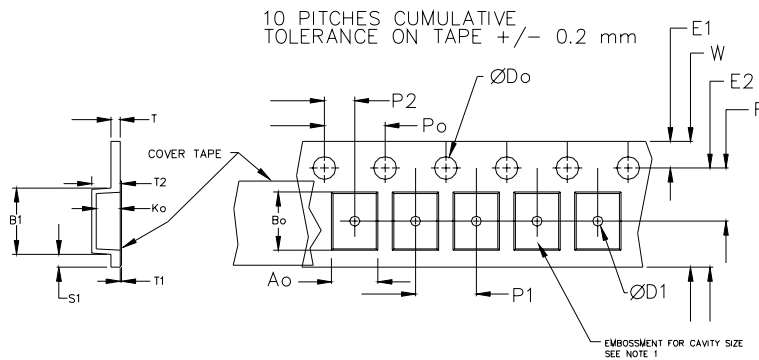 10 PITCHES CUMULATIVE
TOLERANCE ON TAPE +/- 0.2 mm
E1
W
ØDo
E2
P2
F
T
Po
COVER TAPE
T2
B1
Ko
Bo
Ao
P1
ØD1
S1
T1
EMBOSSMENT FOR CAVITY SIZE
SEE NOTE 1